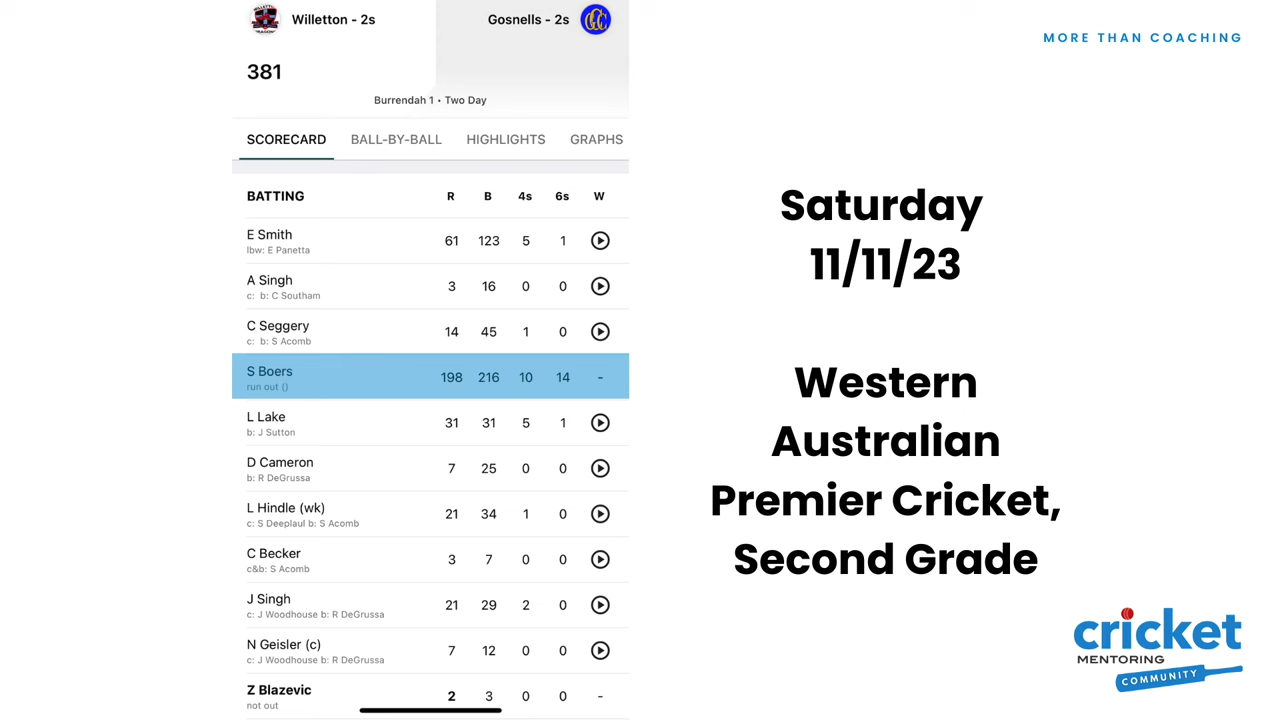 Willetton - 2s
Gosnells - 2s
MORE THAN COACHING
381
Burrendah 1 • Two Day
SCORECARD BALL-BY-BALL HIGHLIGHTS GRAPHS
BATTING R B 4s 6s W
E Smith 61 123 5 1
lbw: E Panetta
A Singh 3 16 0 0
c: b: C Southam
C Seggery 14 45 1 0
c: b: S Acomb
S Boers 198 216 10 14 -
run out ()
L Lake 31 31 5 1
b: J Sutton
D Cameron 7 25 0 0
b: R DeGrussa
L Hindle (wk) 21 34 1 0
c: S Deeplaul b: S Acomb
C Becker 3 7 0 0
c&b: S Acomb
J Singh 21 29 2 0
c: J Woodhouse b: R DeGrussa
N Geisler (c) 7 12 0 0
c: J Woodhouse b: R DeGrussa
Z Blazevic 2 3 0 0 -
not out
Saturday
11/11/23
Western
Australian
Premier Cricket,
Second Grade
cricket
MENTORING
COMMUNITY